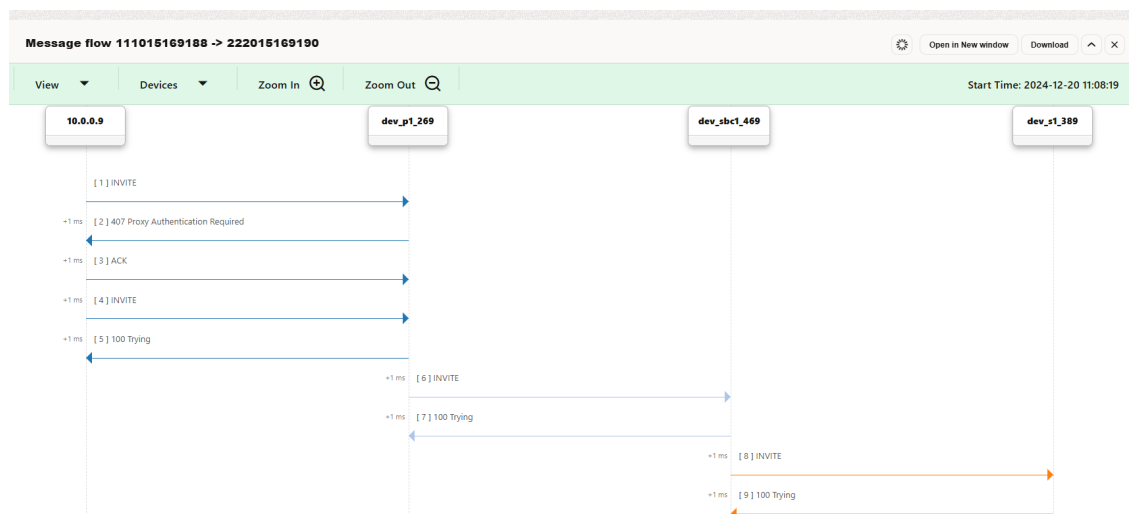 Message flow 111015169188 -> 222015169190
Open in New window
Download
View
Devices
Zoom In
Zoom Out
Start Time: 2024-12-20 11:08:19
10.0.0.9
dev_p1_269
dev_sbc1_469
dev_s1_389
[ 1 ] INVITE
+1 ms [ 2 ] 407 Proxy Authentication Required
+1 ms [ 3 ] ACK
+1 ms [ 4 ] INVITE
+1 ms [ 5 ] 100 Trying
+1 ms [ 6 ] INVITE
+1 ms [ 7 ] 100 Trying
+1 ms [ 8 ] INVITE
+1 ms [ 9 ] 100 Trying